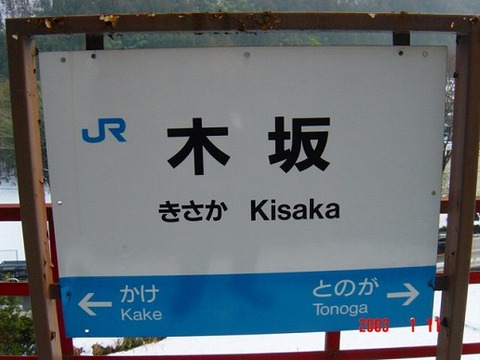 JR
木坂
きさか Kisaka
← かけ とのが →
Kake Tonoga
2003 1 11